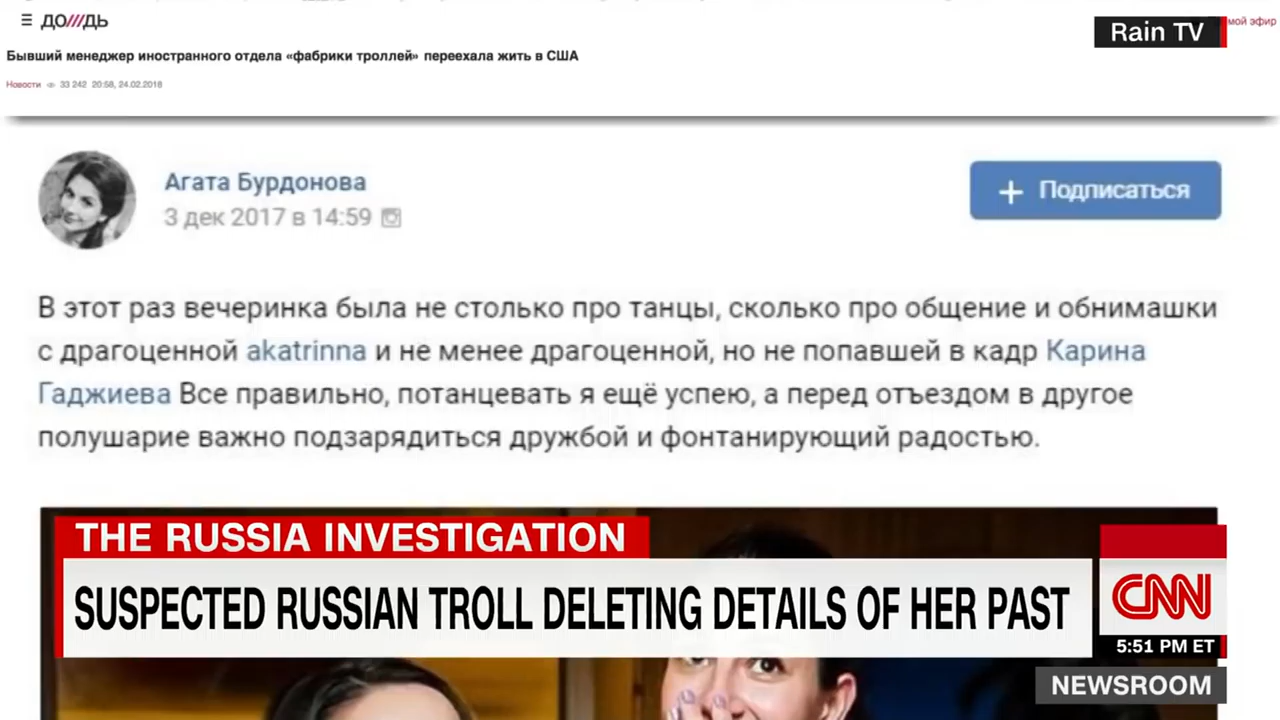 ДО///ДЬ
Rain TV
мой эфир
Бывший менеджер иностранного отдела «фабрики троллей» переехала жить в США
Новости 33 242 20:58, 24.02.2018
Агата Бурдонова
3 дек 2017 в 14:59
+ Подписаться
В этот раз вечеринка была не столько про танцы, сколько про общение и обнимашки
с драгоценной akatrinna и не менее драгоценной, но не попавшей в кадр Карина
Гаджиева Все правильно, потанцевать я ещё успею, а перед отъездом в другое
полушарие важно подзарядиться дружбой и фонтанирующий радостью.
THE RUSSIA INVESTIGATION
SUSPECTED RUSSIAN TROLL DELETING DETAILS OF HER PAST
CNN
5:51 PM ET
NEWSROOM